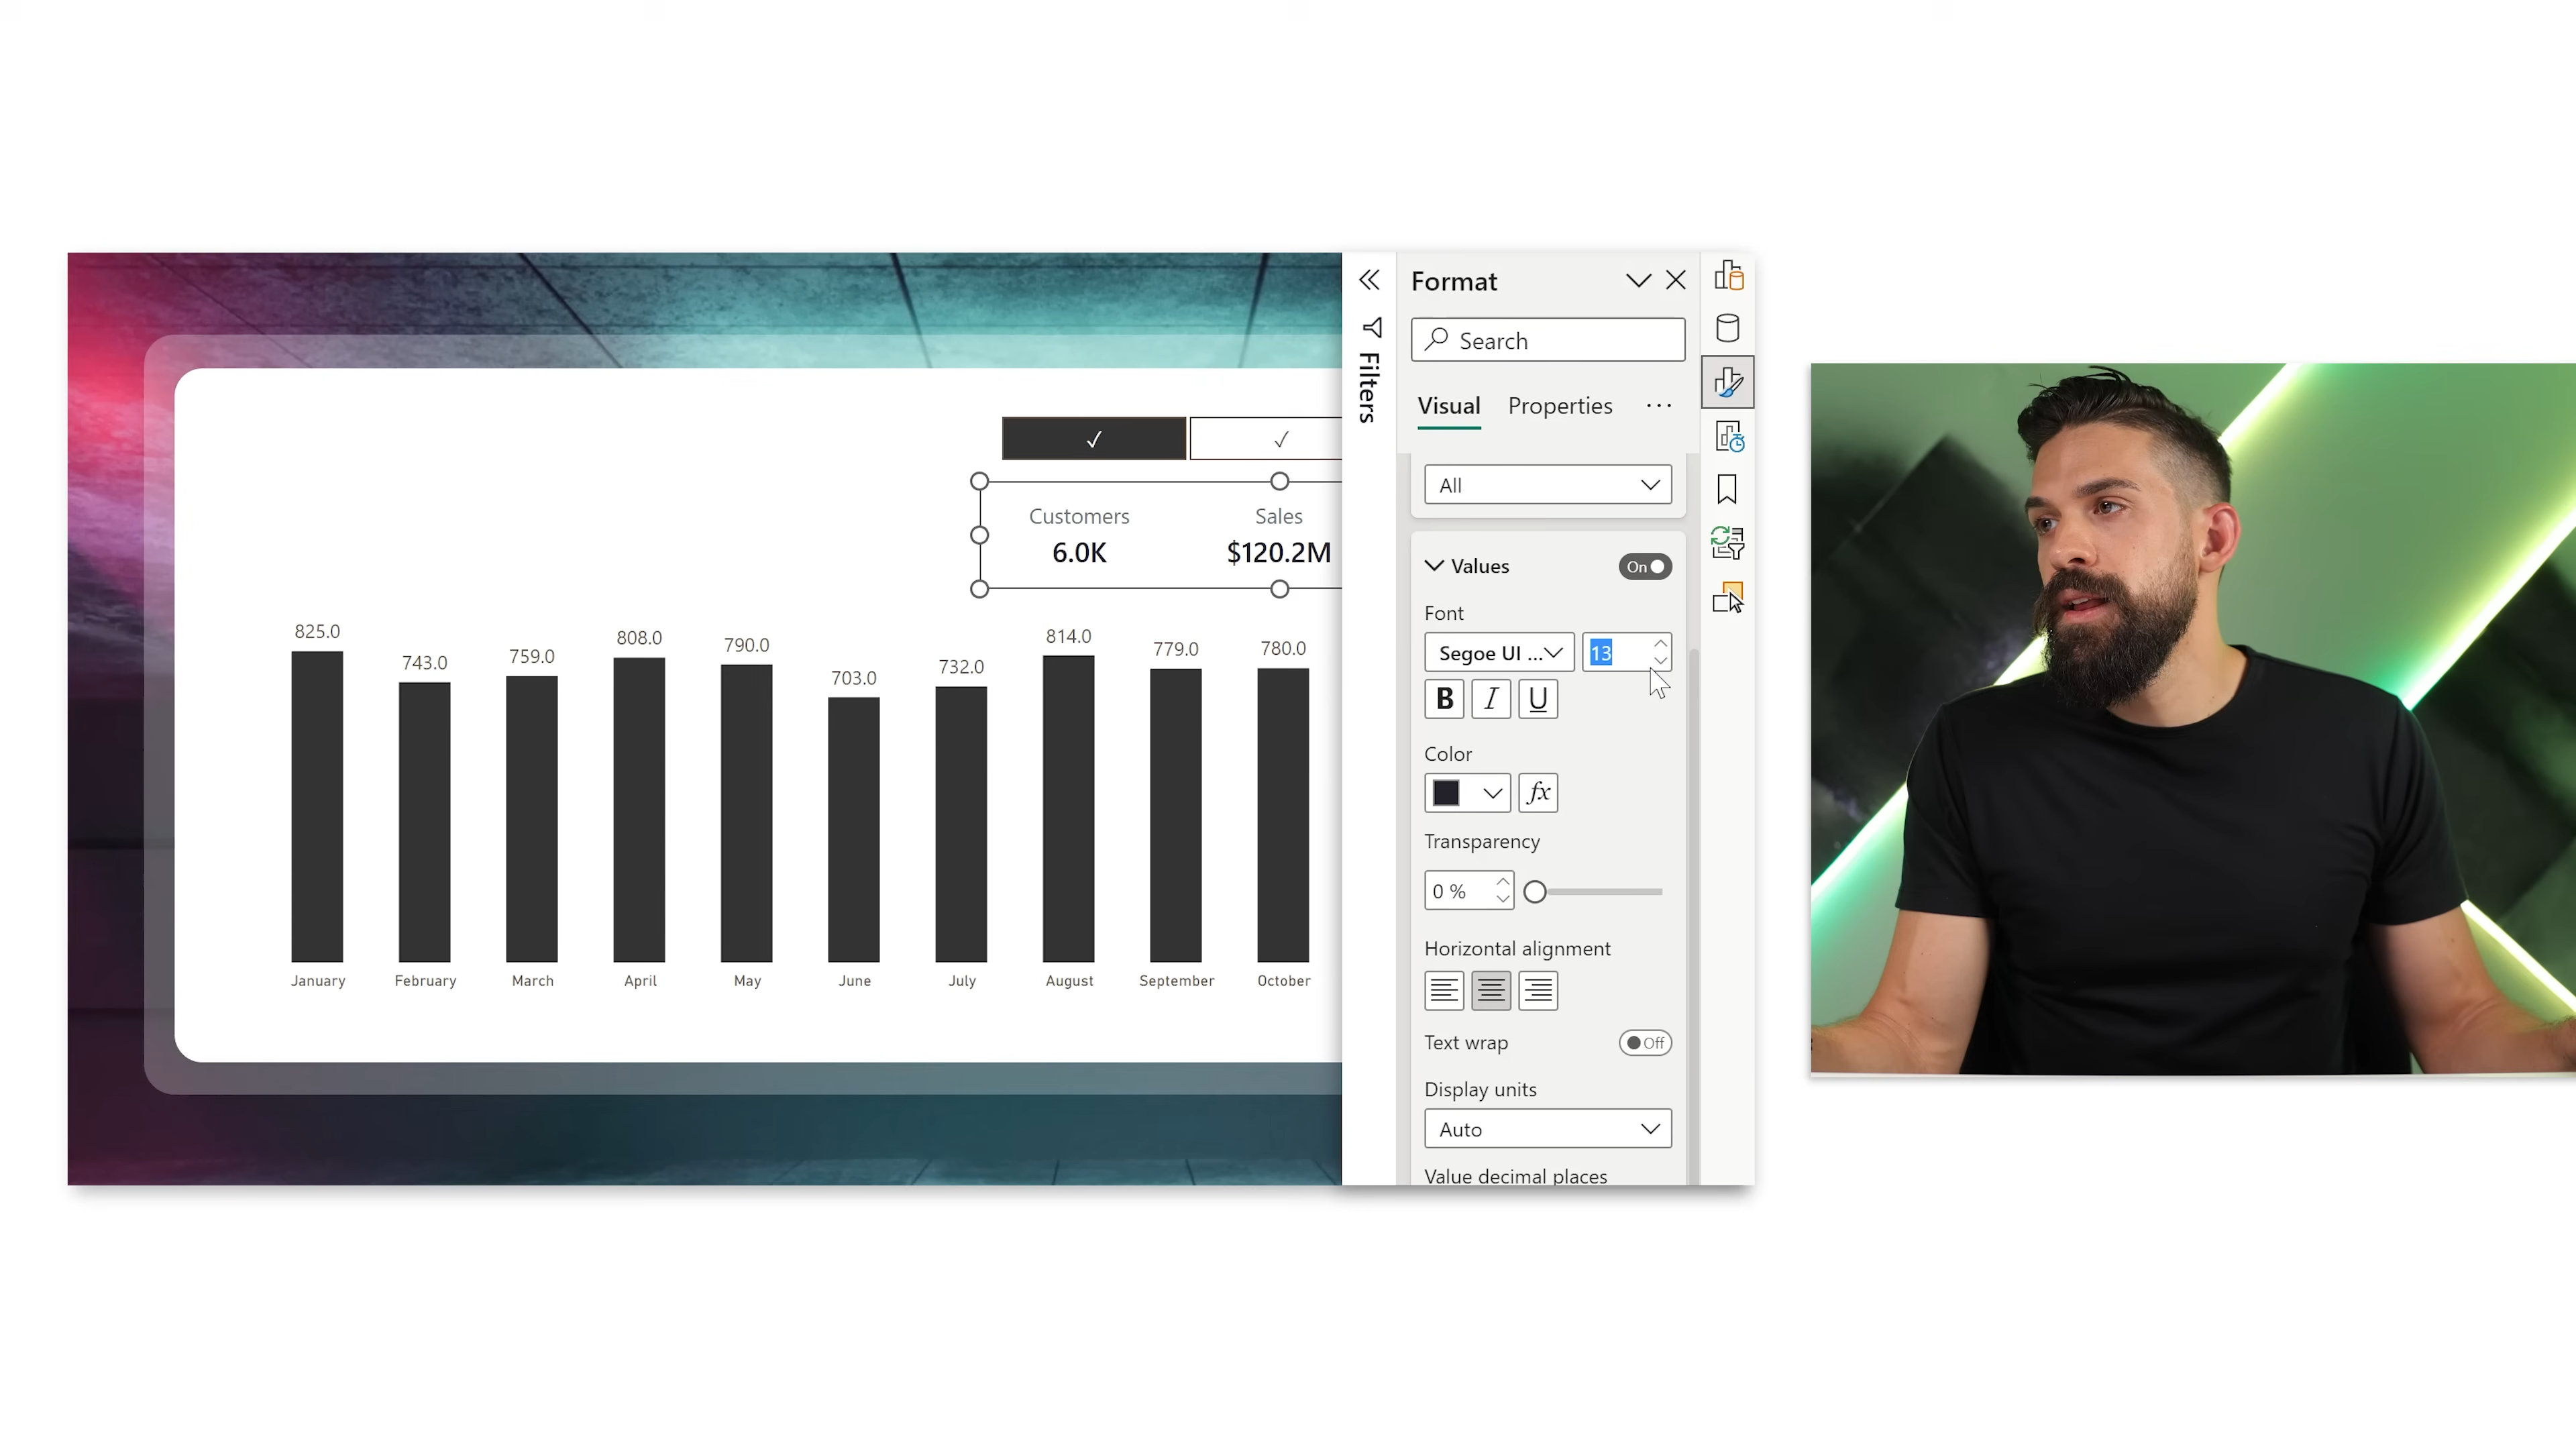 Customers
6.0K
Sales
$120.2M
825.0
743.0
759.0
808.0
790.0
703.0
732.0
814.0
779.0
780.0
January
February
March
April
May
June
July
August
September
October
Filters
Format
Search
Visual
Properties
All
Values
On
Font
Segoe UI ...
13
B
I
U
Color
fx
Transparency
0 %
Horizontal alignment
Text wrap
Off
Display units
Auto
Value decimal places